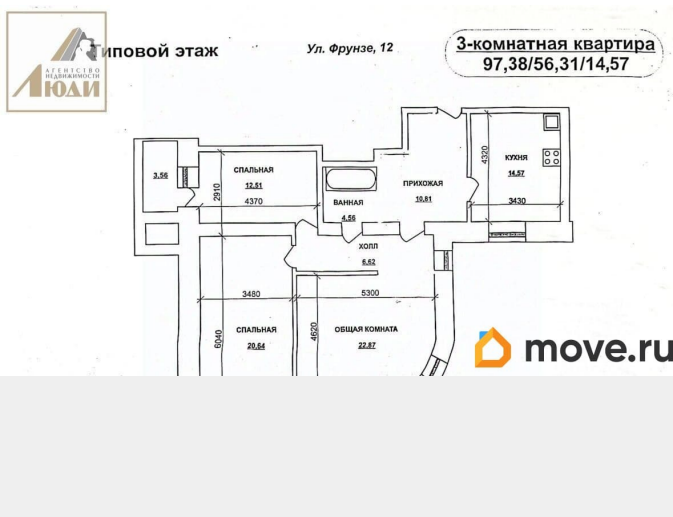 АГЕНТСТВО
НЕДВИЖИМОСТИ
ЛЮДИ
Типовой этаж
Ул. Фрунзе, 12
3-комнатная квартира
97,38/56,31/14,57
3.56
СПАЛЬНАЯ
12.51
4370
2910
ВАННАЯ
4.56
ПРИХОЖАЯ
10.81
4320
КУХНЯ
14.57
3430
ХОЛЛ
6.62
3480
5300
6040
СПАЛЬНАЯ
20.64
4620
ОБЩАЯ КОМНАТА
22.87
move.ru